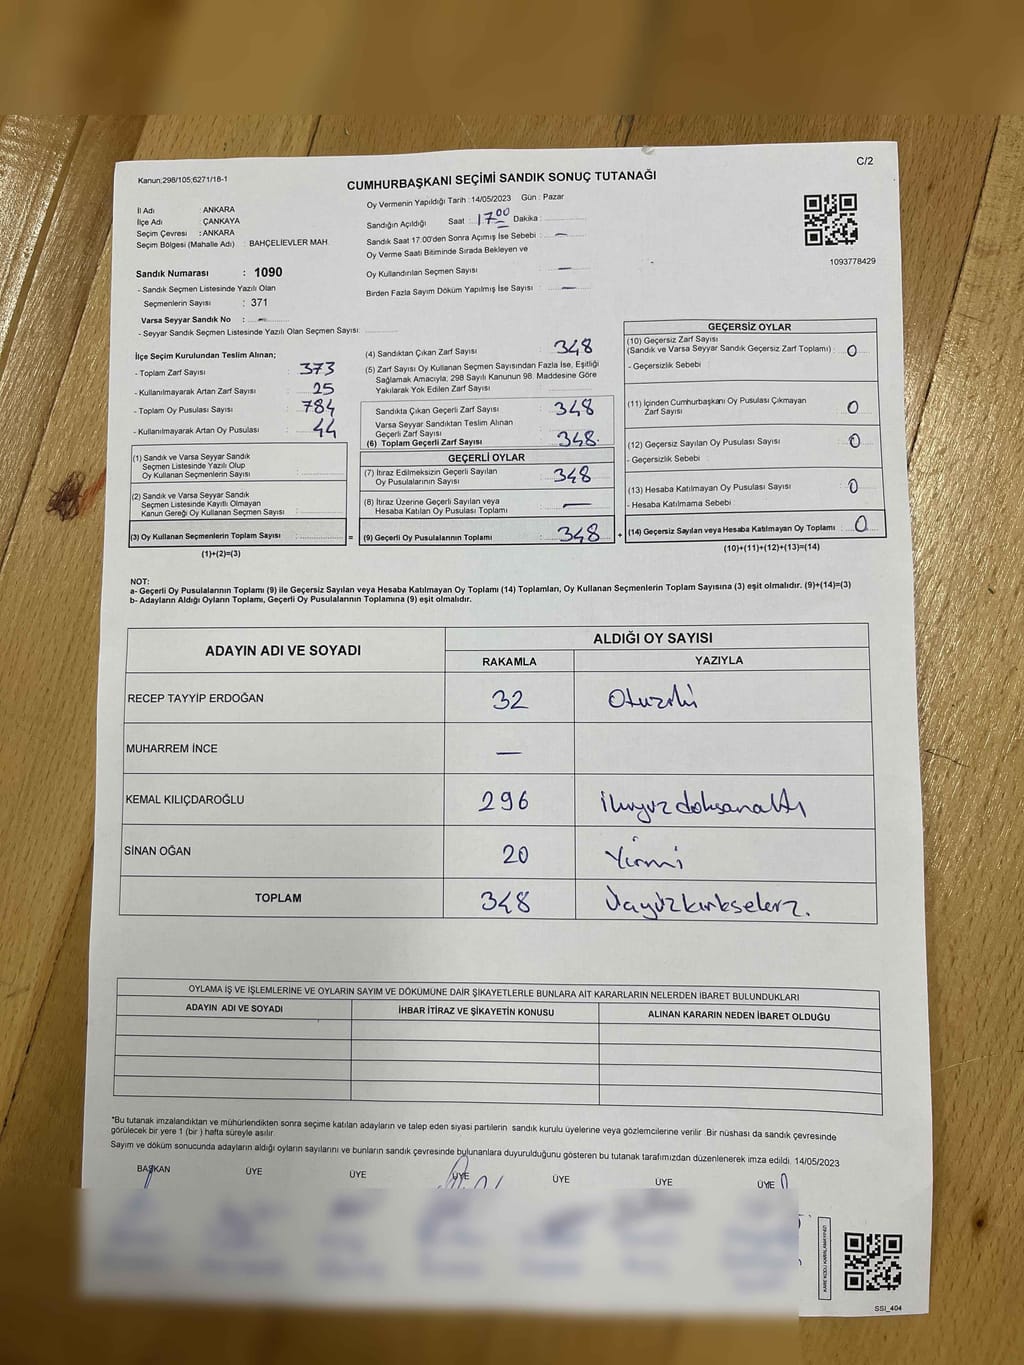 C/2
Kanun;298/105;6271/18-1
CUMHURBAŞKANI SEÇİMİ SANDIK SONUÇ TUTANAĞI
İl Adı : ANKARA
İlçe Adı : ÇANKAYA
Seçim Çevresi : ANKARA
Seçim Bölgesi (Mahalle Adı) : BAHÇELİEVLER MAH.
Oy Vermenin Yapıldığı Tarih : 14/05/2023 Gün : Pazar
Sandığın Açıldığı Saat : 17.00 Dakika :
Sandık Saat 17:00'den Sonra Açımış İse Sebebi : —
Oy Verme Saati Bitiminde Sırada Bekleyen ve
Oy Kullandırılan Seçmen Sayısı : —
Birden Fazla Sayım Döküm Yapılmış İse Sayısı : —
1093778429
Sandık Numarası : 1090
- Sandık Seçmen Listesinde Yazılı Olan
Seçmenlerin Sayısı : 371
Varsa Seyyar Sandık No : —
- Seyyar Sandık Seçmen Listesinde Yazılı Olan Seçmen Sayısı:
İlçe Seçim Kurulundan Teslim Alınan;
- Toplam Zarf Sayısı : 373
- Kullanılmayarak Artan Zarf Sayısı : 25
- Toplam Oy Pusulası Sayısı : 784
- Kullanılmayarak Artan Oy Pusulası : 44
(1) Sandık ve Varsa Seyyar Sandık
Seçmen Listesinde Yazılı Olup
Oy Kullanan Seçmenlerin Sayısı :
(2) Sandık ve Varsa Seyyar Sandık
Seçmen Listesinde Kayıtlı Olmayan
Kanun Gereği Oy Kullanan Seçmen Sayısı :
(3) Oy Kullanan Seçmenlerin Toplam Sayısı : =
(1)+(2)=(3)
(4) Sandıktan Çıkan Zarf Sayısı : 348
(5) Zarf Sayısı Oy Kullanan Seçmen Sayısından Fazla İse, Eşitliği
Sağlamak Amacıyla, 298 Sayılı Kanunun 98. Maddesine Göre
Yakılarak Yok Edilen Zarf Sayısı :
Sandıkta Çıkan Geçerli Zarf Sayısı : 348
Varsa Seyyar Sandıktan Teslim Alınan
Geçerli Zarf Sayısı :
(6) Toplam Geçerli Zarf Sayısı : 348
GEÇERLİ OYLAR
(7) İtiraz Edilmeksizin Geçerli Sayılan
Oy Pusulalarının Sayısı : 348
(8) İtiraz Üzerine Geçerli Sayılan veya
Hesaba Katılan Oy Pusulası Toplamı : —
(9) Geçerli Oy Pusulalarının Toplamı : 348 +
GEÇERSİZ OYLAR
(10) Geçersiz Zarf Sayısı
(Sandık ve Varsa Seyyar Sandık Geçersiz Zarf Toplamı) : 0
- Geçersizlik Sebebi :
(11) İçinden Cumhurbaşkanı Oy Pusulası Çıkmayan
Zarf Sayısı : 0
(12) Geçersiz Sayılan Oy Pusulası Sayısı : 0
- Geçersizlik Sebebi :
(13) Hesaba Katılmayan Oy Pusulası Sayısı : 0
- Hesaba Katılmama Sebebi :
(14) Geçersiz Sayılan veya Hesaba Katılmayan Oy Toplamı : 0
(10)+(11)+(12)+(13)=(14)
NOT:
a- Geçerli Oy Pusulalarının Toplamı (9) ile Geçersiz Sayılan veya Hesaba Katılmayan Oy Toplamı (14) Toplamları, Oy Kullanan Seçmenlerin Toplam Sayısına (3) eşit olmalıdır. (9)+(14)=(3)
b- Adayların Aldığı Oyların Toplamı, Geçerli Oy Pusulalarının Toplamına (9) eşit olmalıdır.
ADAYIN ADI VE SOYADI ALDIĞI OY SAYISI
RAKAMLA YAZIYLA
RECEP TAYYİP ERDOĞAN 32 Otuziki
MUHARREM İNCE —
KEMAL KILIÇDAROĞLU 296 ikiyüzdoksanaltı
SİNAN OĞAN 20 Yirmi
TOPLAM 348 Üçyüzkırksekiz.
OYLAMA İŞ VE İŞLEMLERİNE VE OYLARIN SAYIM VE DÖKÜMÜNE DAİR ŞİKAYETLERLE BUNLARA AİT KARARLARIN NELERDEN İBARET BULUNDUKLARI
ADAYIN ADI VE SOYADI İHBAR İTİRAZ VE ŞİKAYETİN KONUSU ALINAN KARARIN NEDEN İBARET OLDUĞU
*Bu tutanak imzalandıktan ve mühürlendikten sonra seçime katılan adayların ve talep eden siyasi partilerin sandık kurulu üyelerine veya gözlemcilerine verilir. Bir nüshası da sandık çevresinde
görülecek bir yere 1 (bir ) hafta süreyle asılır.
Sayım ve döküm sonucunda adayların aldığı oyların sayılarını ve bunların sandık çevresinde bulunanlara duyurulduğunu gösteren bu tutanak tarafımızdan düzenlenerek imza edildi. 14/05/2023
BAŞKAN ÜYE ÜYE ÜYE ÜYE ÜYE ÜYE
SSI_404